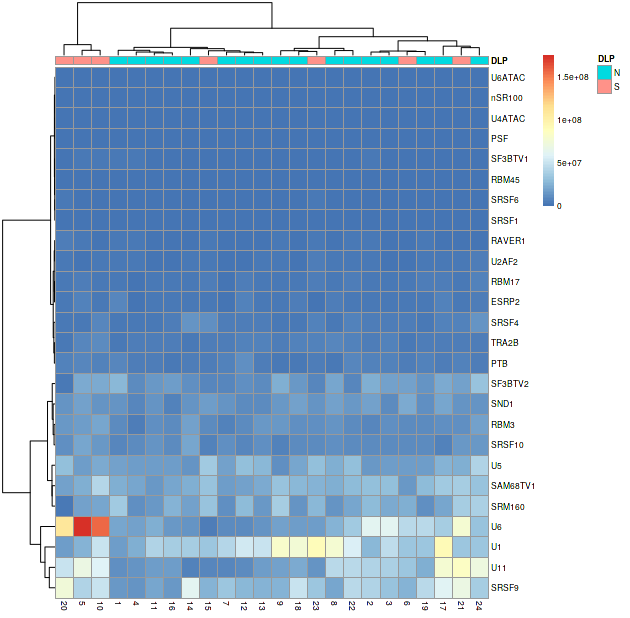 DLP
DLP
U6ATAC
nSR100
U4ATAC
PSF
SF3BTV1
RBM45
SRSF6
SRSF1
RAVER1
U2AF2
RBM17
ESRP2
SRSF4
TRA2B
PTB
SF3BTV2
SND1
RBM3
SRSF10
U5
SAM68TV1
SRM160
U6
U1
U11
SRSF9
20 5 10 1 4 11 16 14 15 7 12 13 9 18 23 8 22 2 3 6 19 17 21 24
1.5e+08
1e+08
5e+07
0
N
S